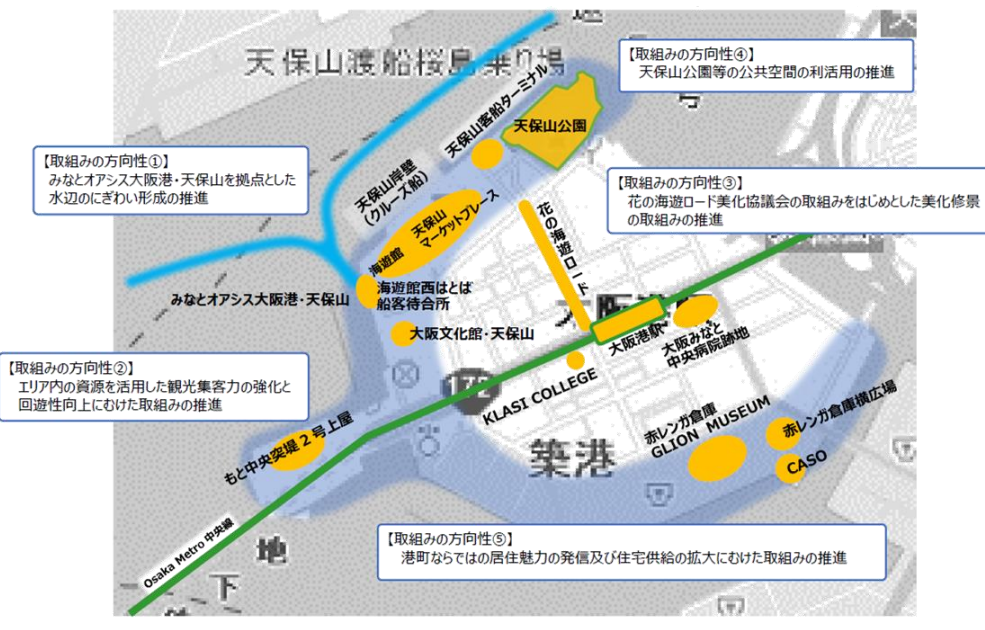 天保山渡船桜島乗り場
【取組みの方向性④】
天保山公園等の公共空間の利活用の推進
号
天保山客船ターミナル
天保山公園
【取組みの方向性①】
みなとオアシス大阪港・天保山を拠点とした
水辺のにぎわい形成の推進
天保山岸壁
(クルーズ船)
【取組みの方向性③】
花の海遊ロード美化協議会の取組みをはじめとした美化修景
の取組みの推進
天保山
マーケットプレース
海遊館
花の海遊ロード
みなとオアシス大阪港・天保山
海遊館西はとば
船客待合所
大阪文化館・天保山
大阪港駅
大阪みなと
中央病院跡地
【取組みの方向性②】
エリア内の資源を活用した観光集客力の強化と
回遊性向上にむけた取組みの推進
172
KLASI COLLEGE
もと中央突堤2号上屋
築港
赤レンガ倉庫
GLION MUSEUM
赤レンガ倉庫横広場
CASO
【取組みの方向性⑤】
港町ならではの居住魅力の発信及び住宅供給の拡大にむけた取組みの推進
Osaka Metro 中央線
地
下